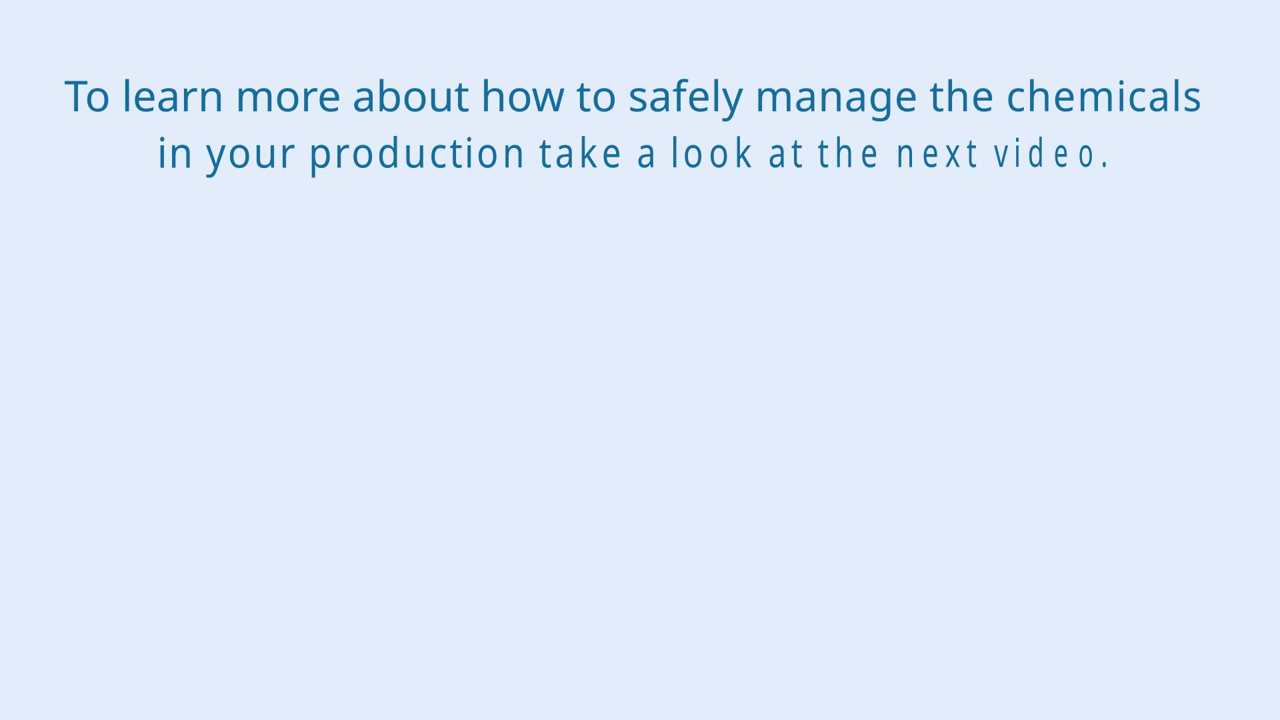 To learn more about how to safely manage the chemicals
in your production take a look at the next video.